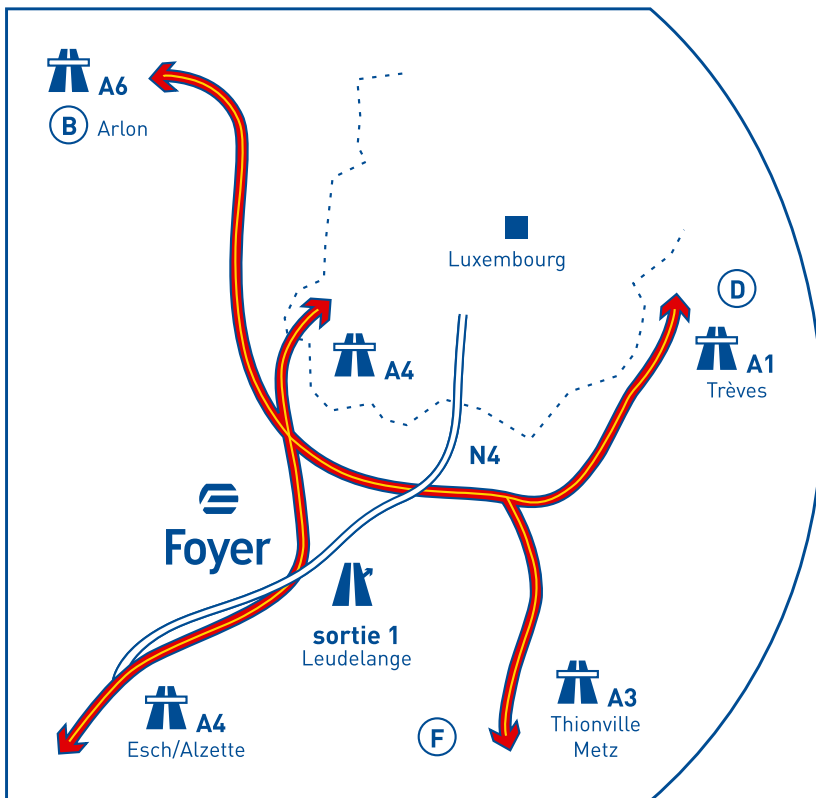 A6
B Arlon
Luxembourg
D
A4
A1
Trèves
N4
Foyer
sortie 1
Leudelange
A4
Esch/Alzette
F
A3
Thionville
Metz